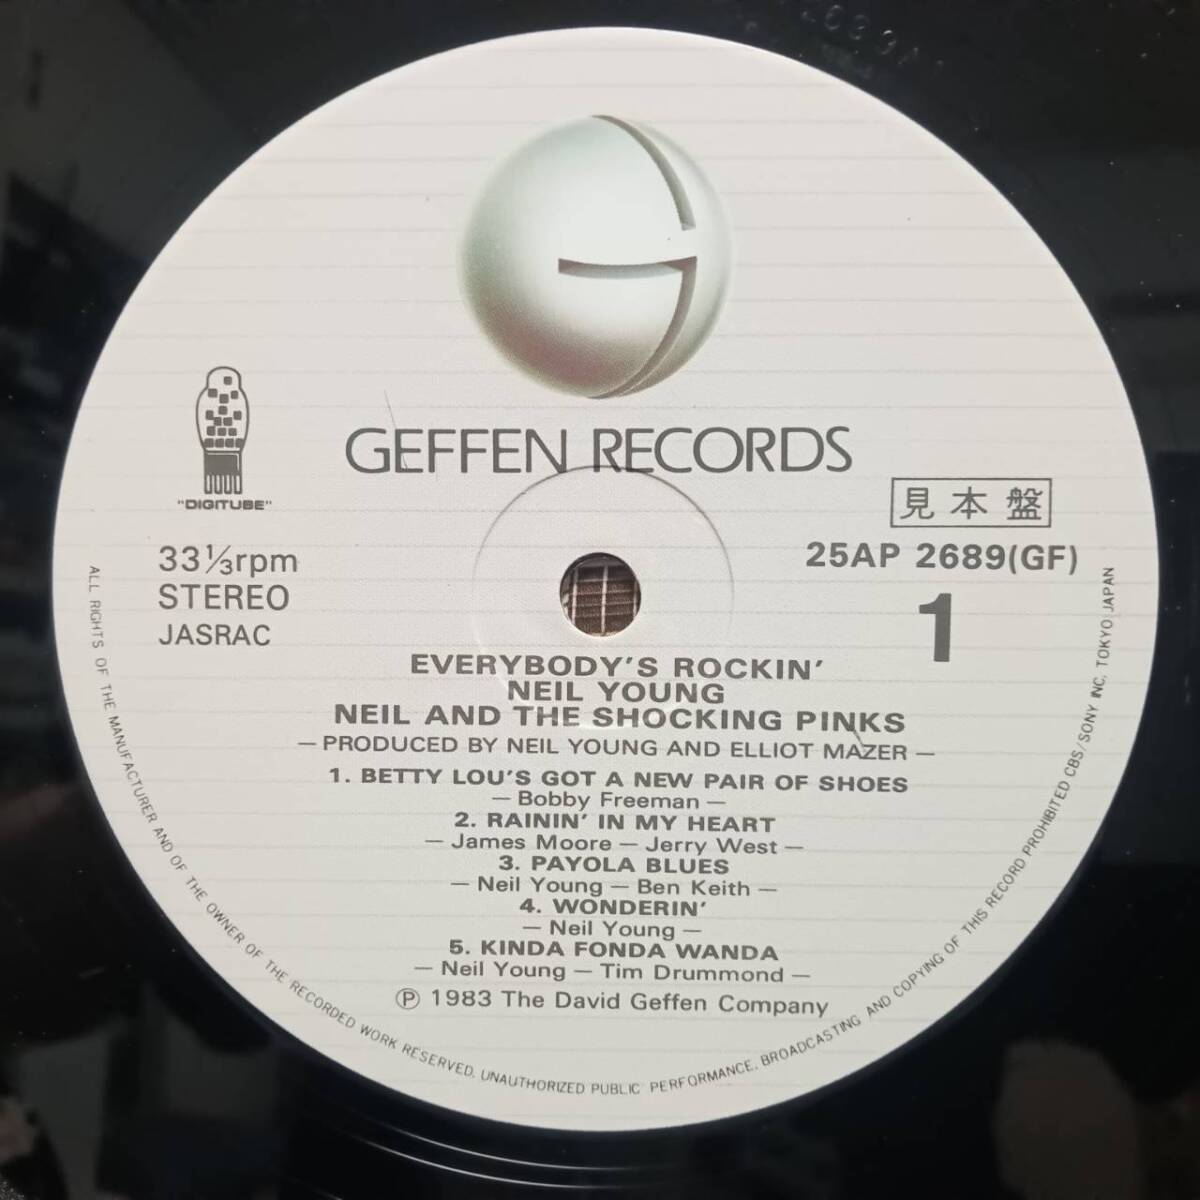 GEFFEN RECORDS
"DIGITUBE"
見本盤
33⅓rpm
STEREO
JASRAC
25AP 2689(GF)
1
EVERYBODY'S ROCKIN'
NEIL YOUNG
NEIL AND THE SHOCKING PINKS
—PRODUCED BY NEIL YOUNG AND ELLIOT MAZER—
1. BETTY LOU'S GOT A NEW PAIR OF SHOES
— Bobby Freeman —
2. RAININ' IN MY HEART
— James Moore — Jerry West —
3. PAYOLA BLUES
— Neil Young — Ben Keith —
4. WONDERIN'
— Neil Young —
5. KINDA FONDA WANDA
— Neil Young — Tim Drummond —
Ⓟ 1983 The David Geffen Company
ALL RIGHTS OF THE MANUFACTURER AND OF THE OWNER OF THE RECORDED WORK RESERVED. UNAUTHORIZED PUBLIC PERFORMANCE, BROADCASTING AND COPYING OF THIS RECORD PROHIBITED CBS/SONY INC. TOKYO JAPAN